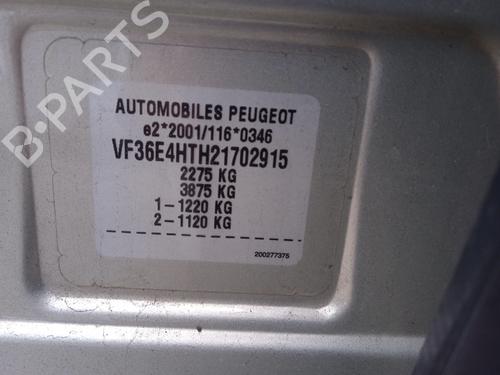 B-PARTS
AUTOMOBILES PEUGEOT
e2*2001/116*0346
VF36E4HTH21702915
2275 KG
3875 KG
1-1220 KG
2-1120 KG
200277375